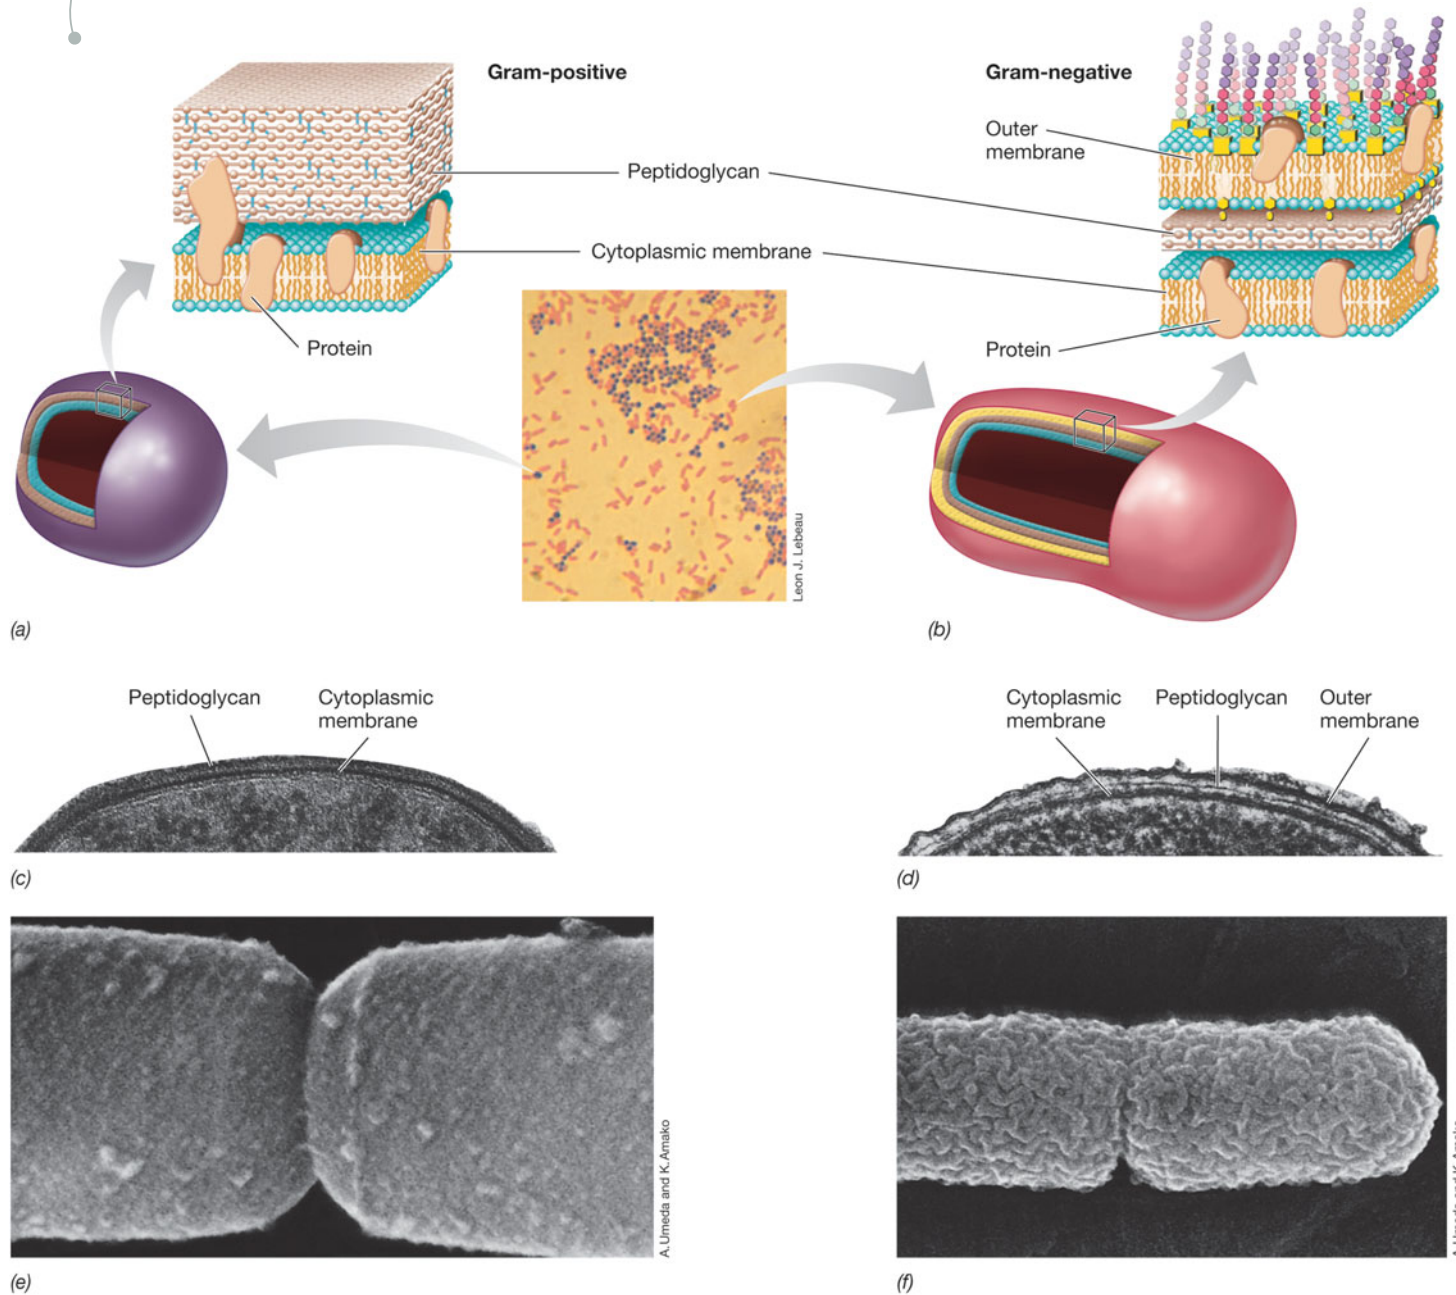 Gram-positive
Gram-negative
Outer
membrane
Peptidoglycan
Cytoplasmic membrane
Protein
Protein
Leon J. Lebeau
(a)
(b)
Peptidoglycan
Cytoplasmic
membrane
Cytoplasmic
membrane
Peptidoglycan
Outer
membrane
(c)
(d)
A. Umeda and K. Amako
(e)
(f)